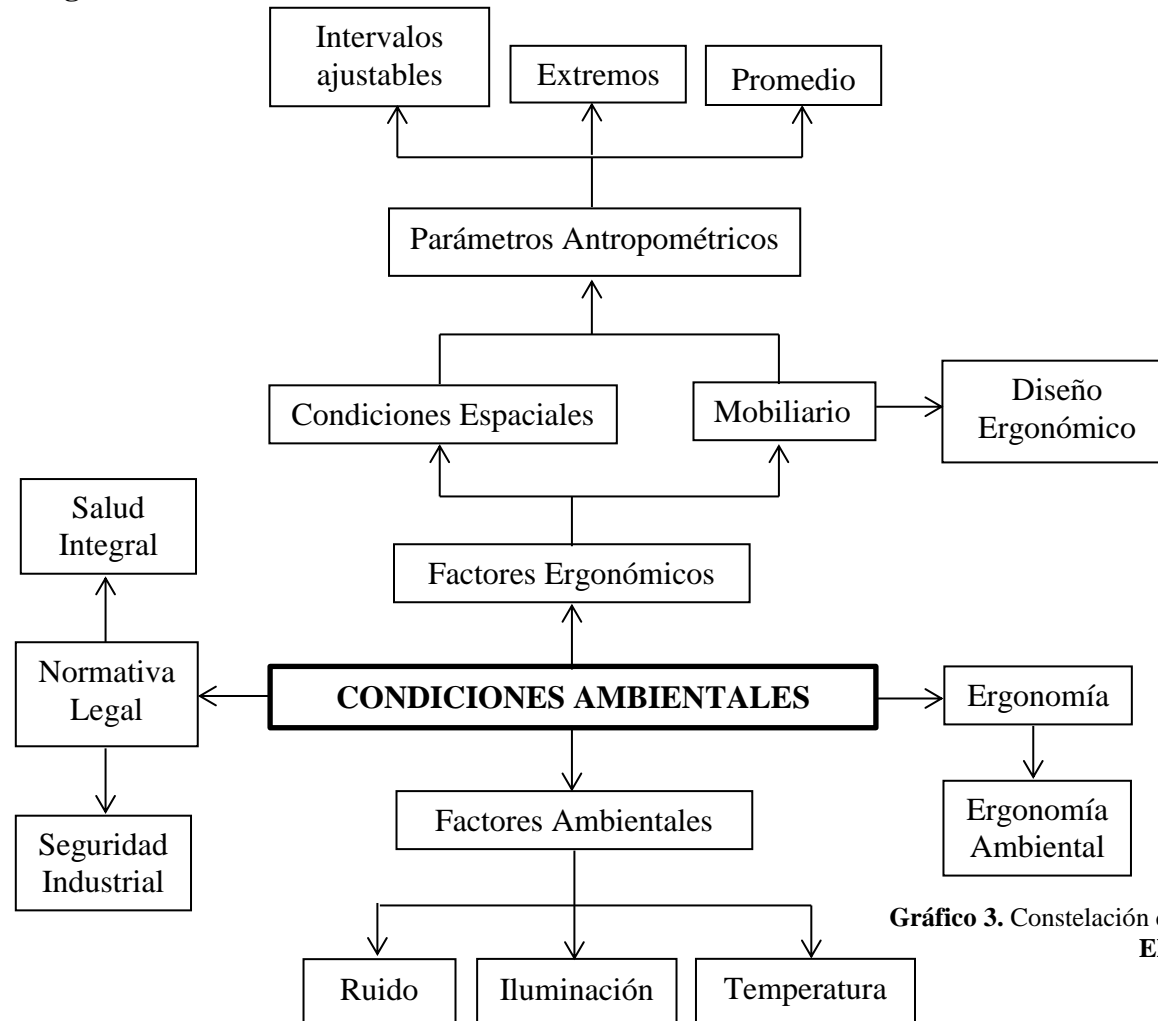 Intervalos
ajustables
Extremos
Promedio
Parámetros Antropométricos
Condiciones Espaciales
Mobiliario
Diseño
Ergonómico
Salud
Integral
Factores Ergonómicos
Normativa
Legal
CONDICIONES AMBIENTALES
Ergonomía
Factores Ambientales
Ergonomía
Ambiental
Seguridad
Industrial
Gráfico 3. Constelación
Ruido
Iluminación
Temperatura